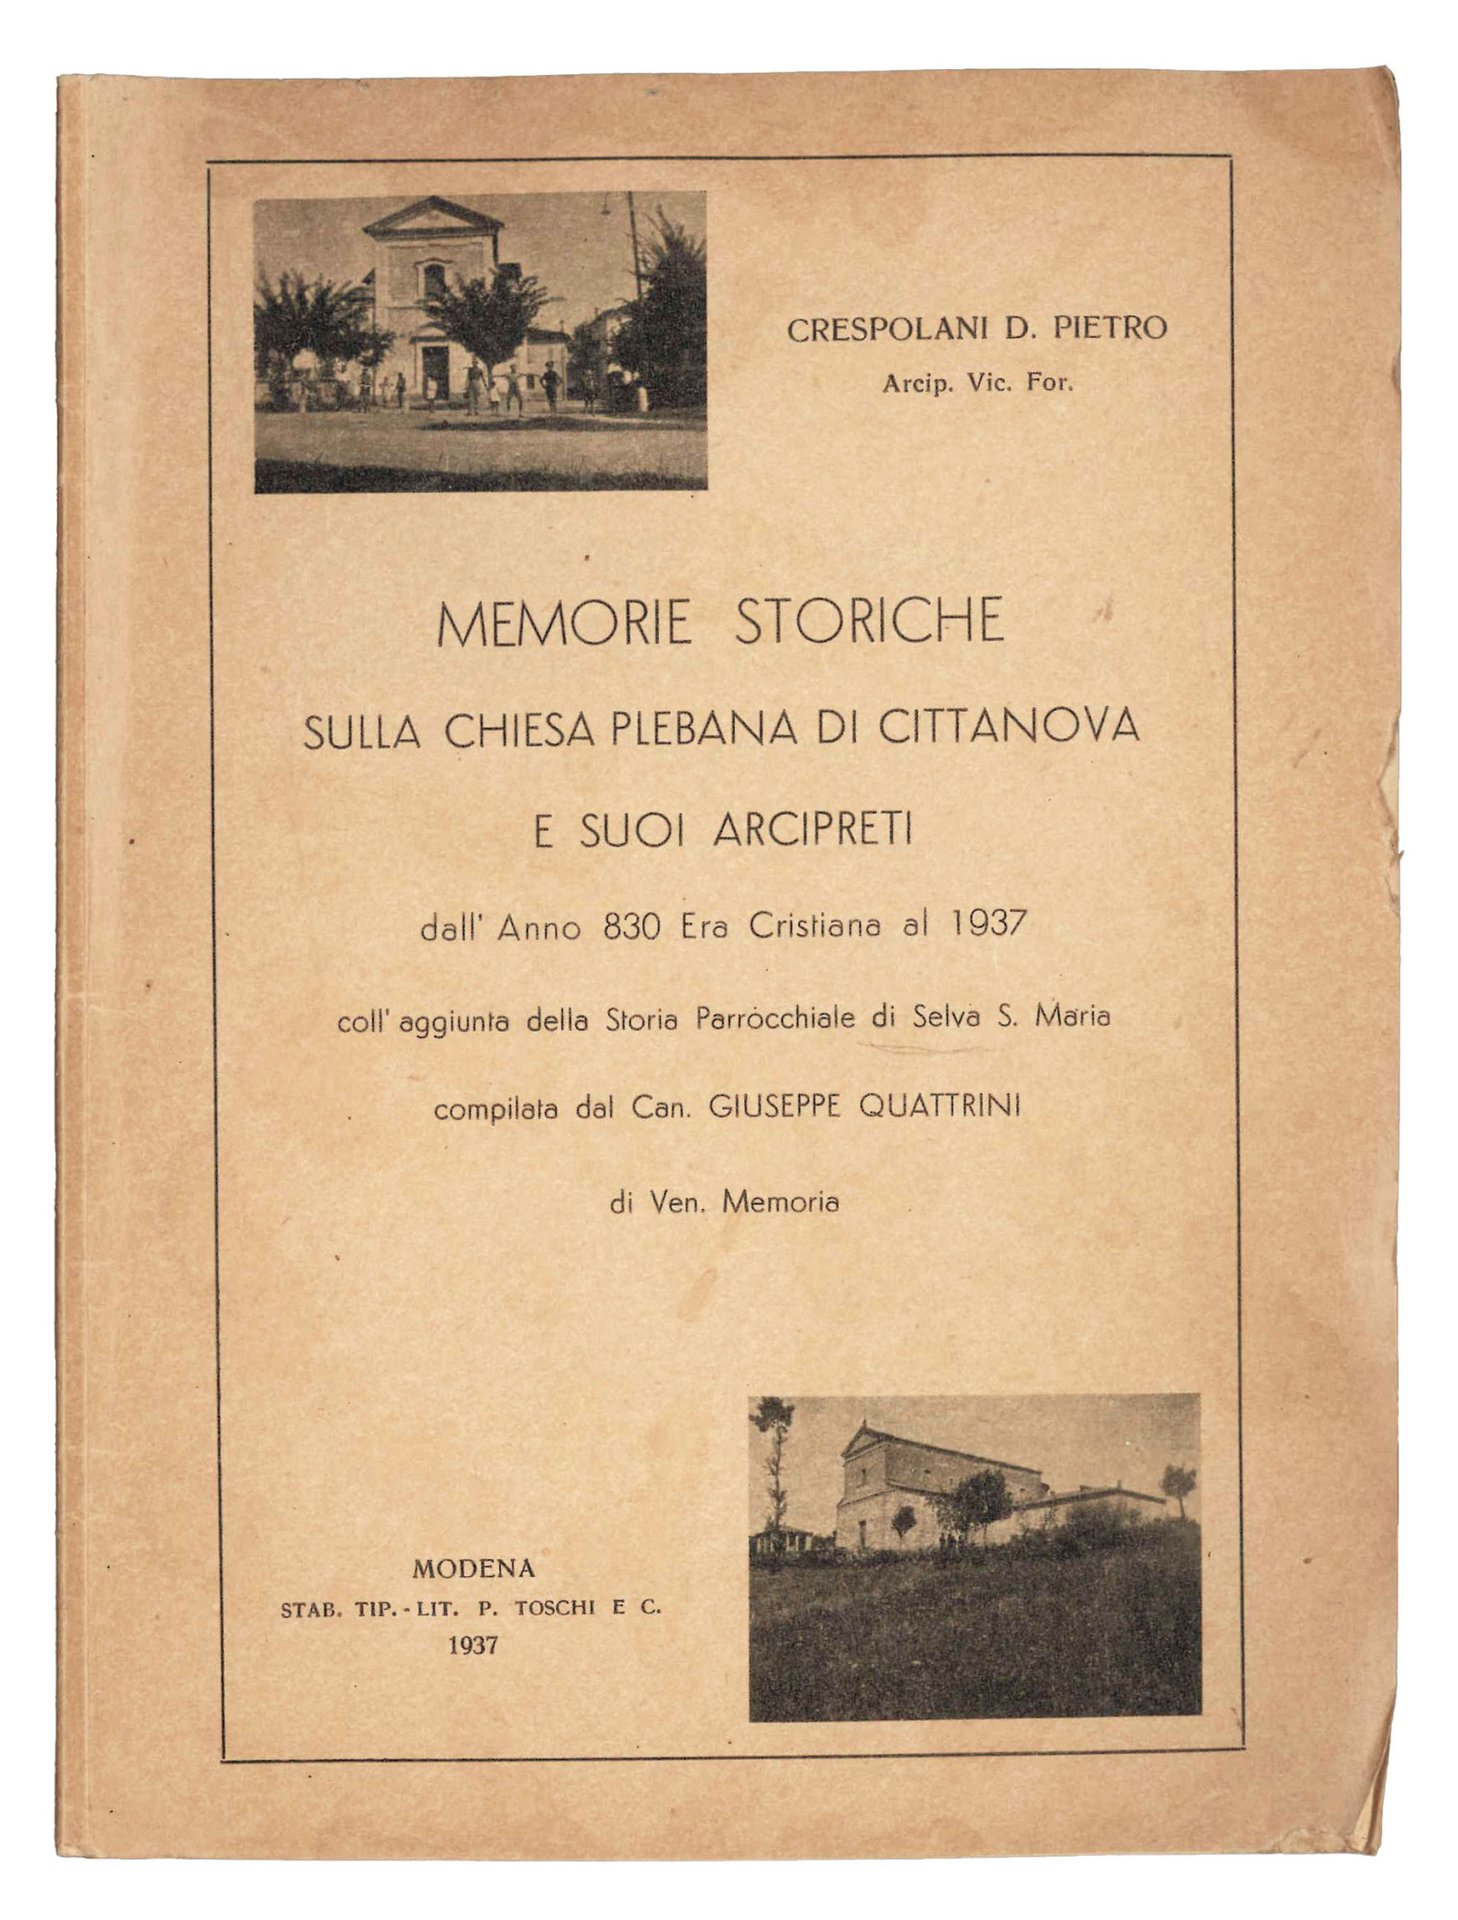 CRESPOLANI D. PIETRO
Arcip. Vic. For.
MEMORIE STORICHE
SULLA CHIESA PLEBANA DI CITTANOVA
E SUOI ARCIPRETI
dall' Anno 830 Era Cristiana al 1937
coll' aggiunta della Storia Parrocchiale di Selva S. Maria
compilata dal Can. GIUSEPPE QUATTRINI
di Ven. Memoria
MODENA
STAB. TIP.-LIT. P. TOSCHI E C.
1937